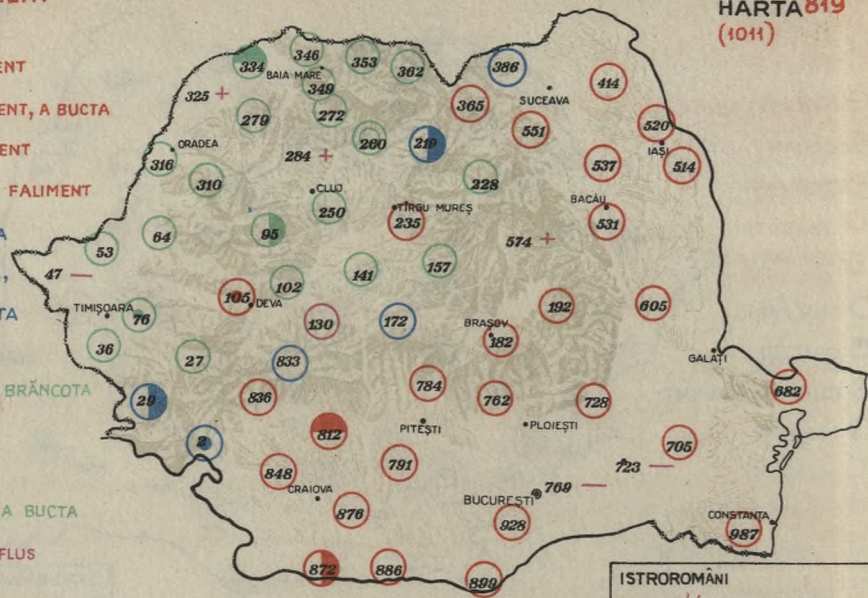 HARTA 819
(1011)
ENT
ENT, A BUCTA
ENT
FALIMENT
TA
BRĂNCOTA
A BUCTA
FLUS
346
353
334
BAIA MARE
362
386
349
325 +
365
SUCEAVA
414
279
272
551
520
260
219
IAȘI
ORADEA
284 +
316
537
514
310
228
CLUJ
250
TÎRGU MUREȘ
235
BACĂU
531
95
64
574 +
53
157
141
47 —
102
105
DEVA
192
605
TIMIȘOARA
76
130
172
BRAȘOV
182
36
27
833
GALAȚI
29
836
784
762
728
682
812
PITEȘTI
PLOIEȘTI
2
705
848
791
723 —
CRAIOVA
BUCUREȘTI
769 —
876
928
CONSTANTA
987
872
886
899
ISTROROMÂNI